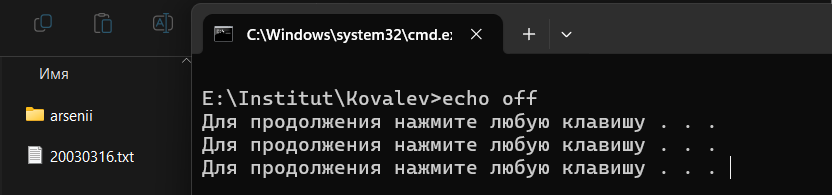 C:\Windows\system32\cmd.ex
Имя
arsenii
20030316.txt
E:\Institut\Kovalev>echo off
Для продолжения нажмите любую клавишу . . .
Для продолжения нажмите любую клавишу . . .
Для продолжения нажмите любую клавишу . . .